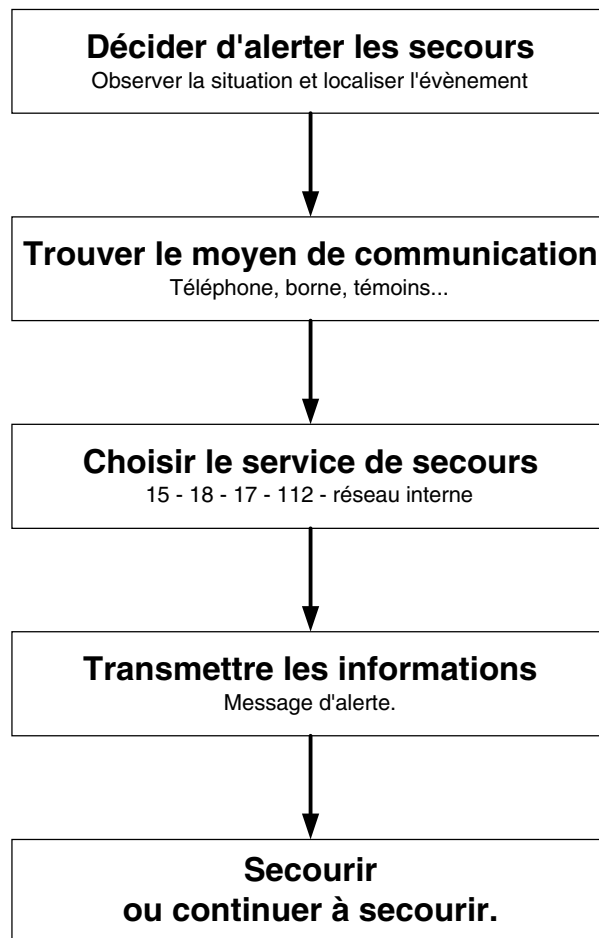 Décider d'alerter les secours
Observer la situation et localiser l'évènement
Trouver le moyen de communication
Téléphone, borne, témoins...
Choisir le service de secours
15 - 18 - 17 - 112 - réseau interne
Transmettre les informations
Message d'alerte.
Secourir
ou continuer à secourir.